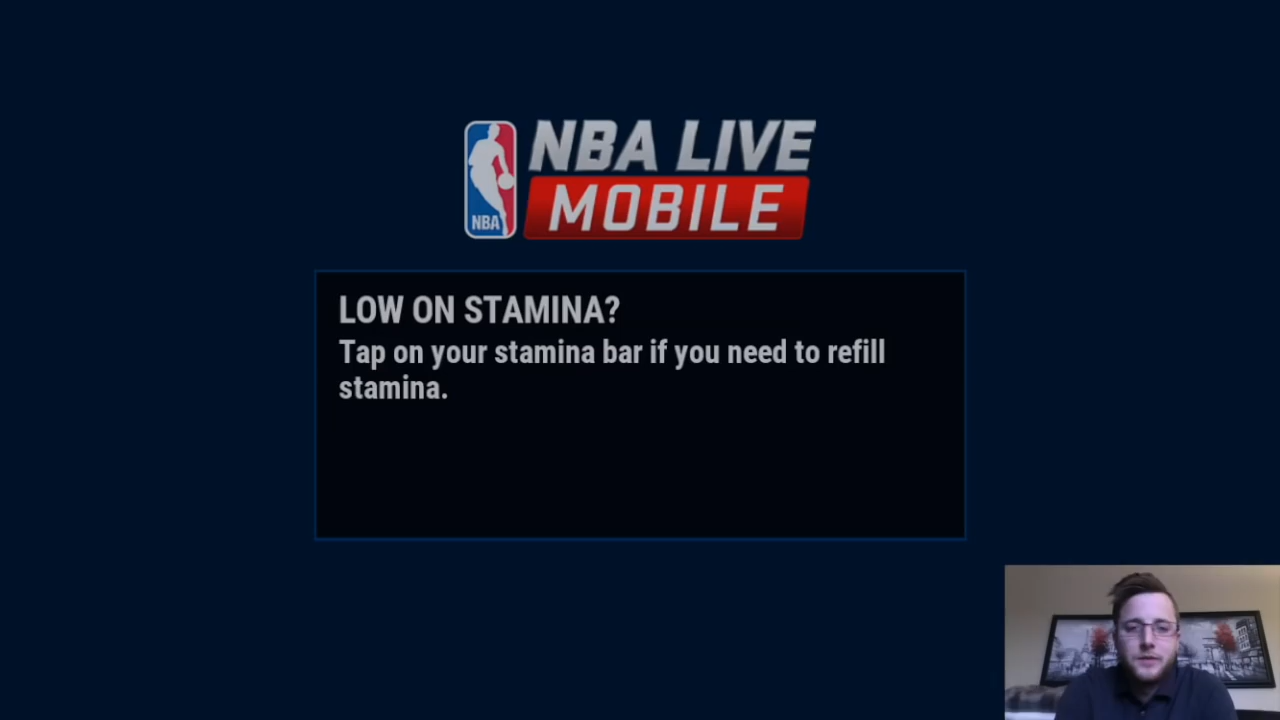 NBA LIVE
MOBILE
NBA
LOW ON STAMINA?
Tap on your stamina bar if you need to refill
stamina.